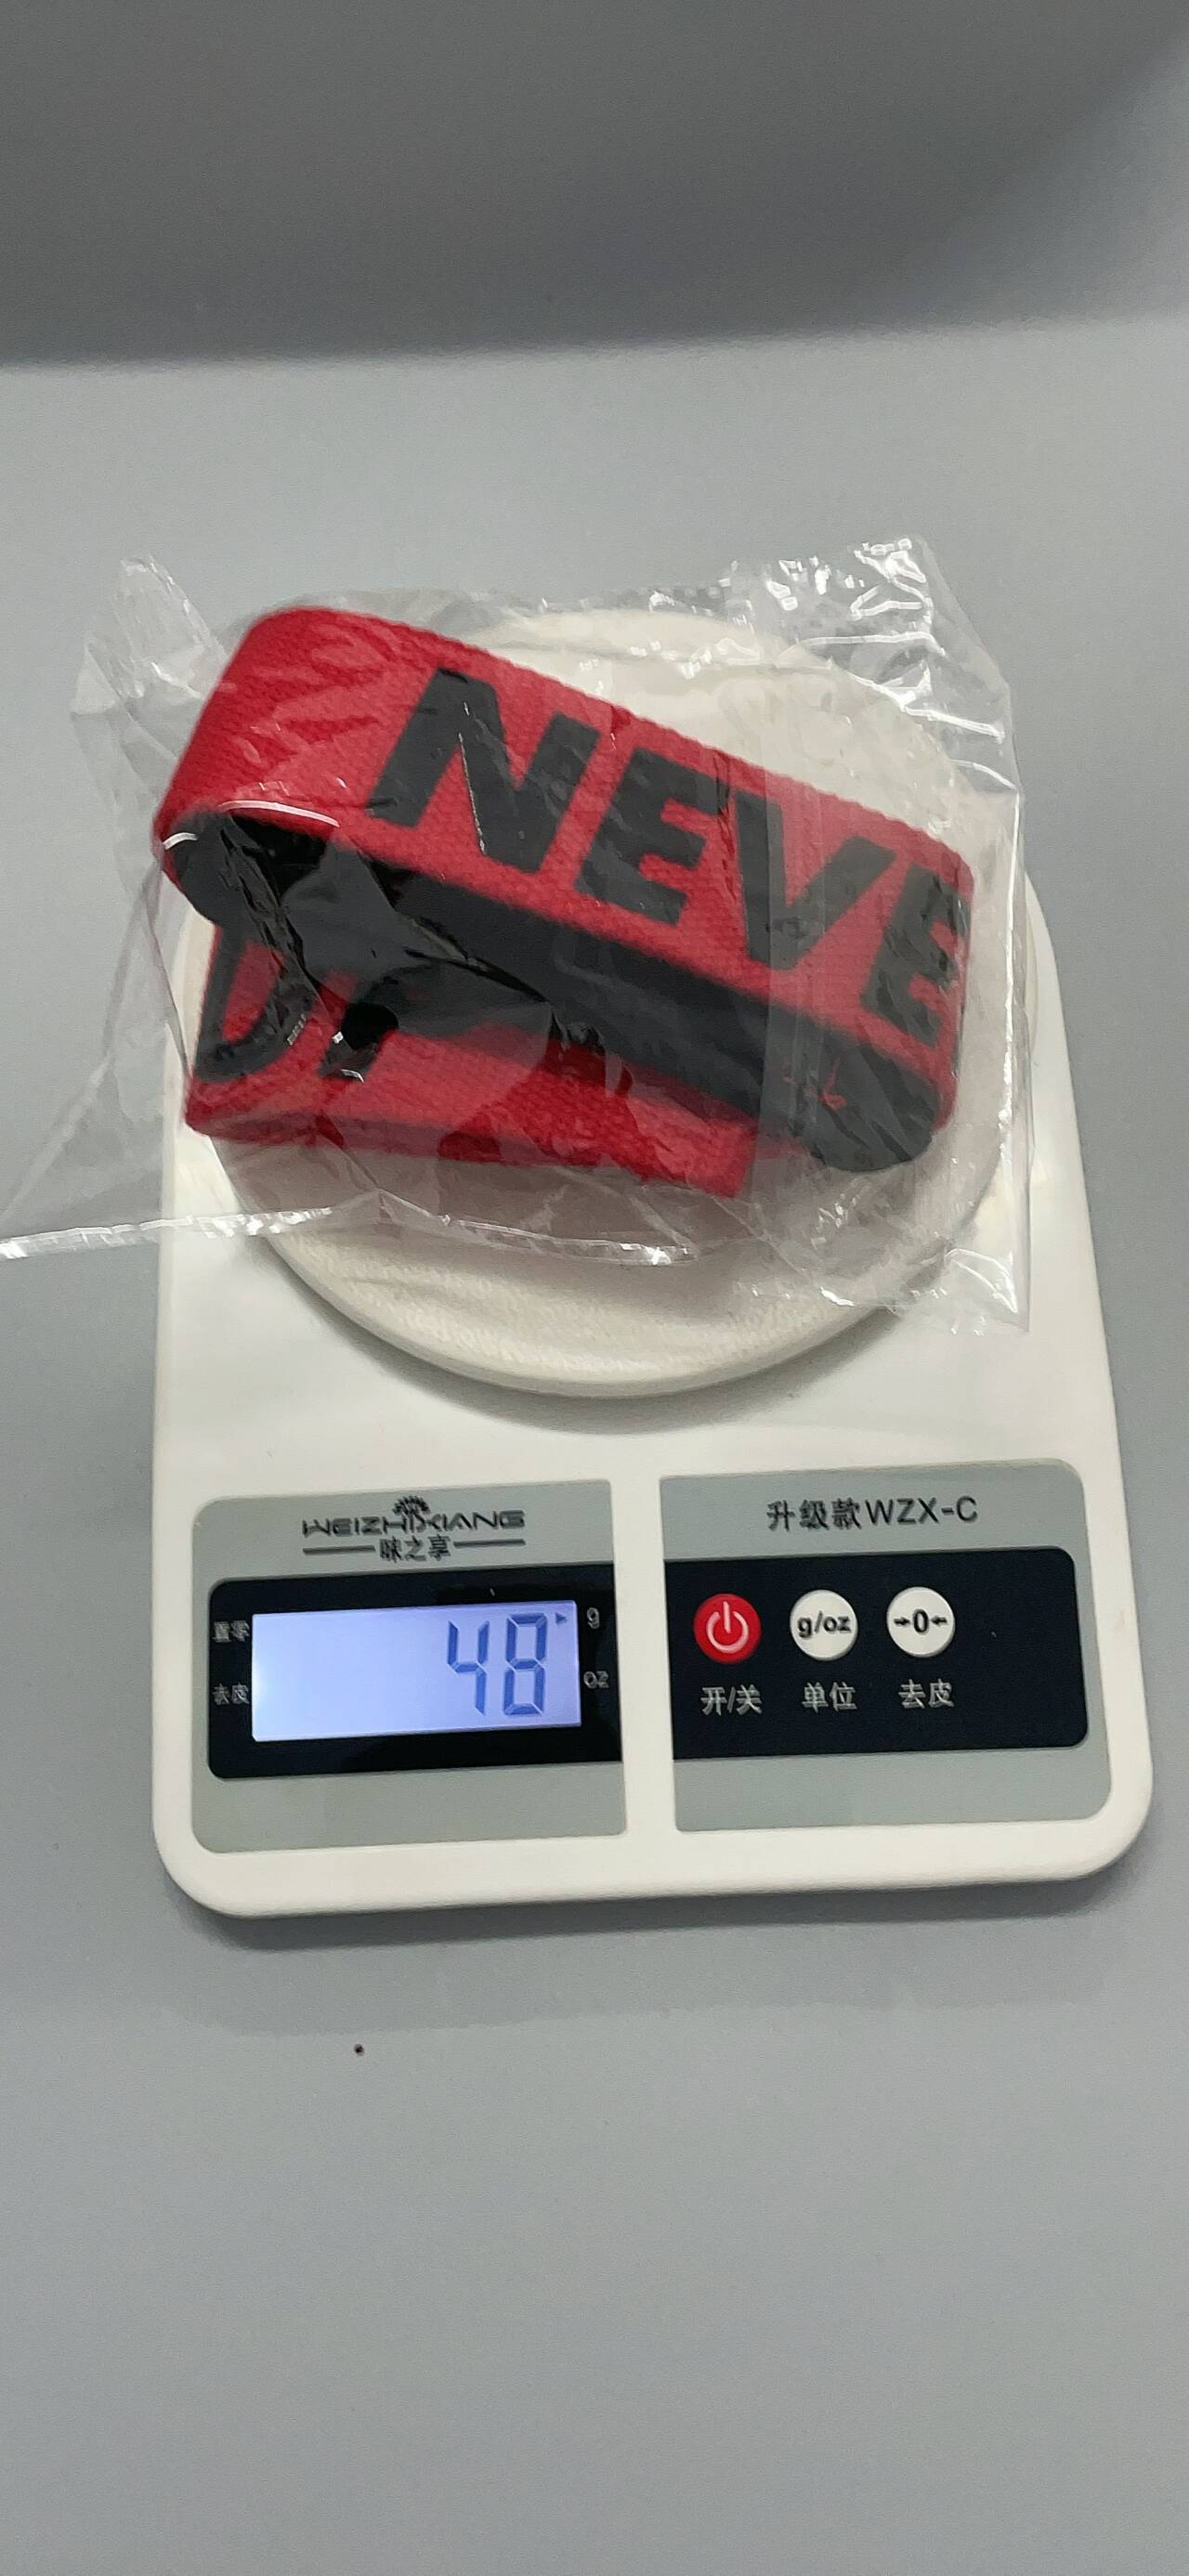 NEVE
WEIZHIXIANG
味之享
升级款WZX-C
置零
去皮
48
g
oz
g/oz
→0←
开/关
单位
去皮